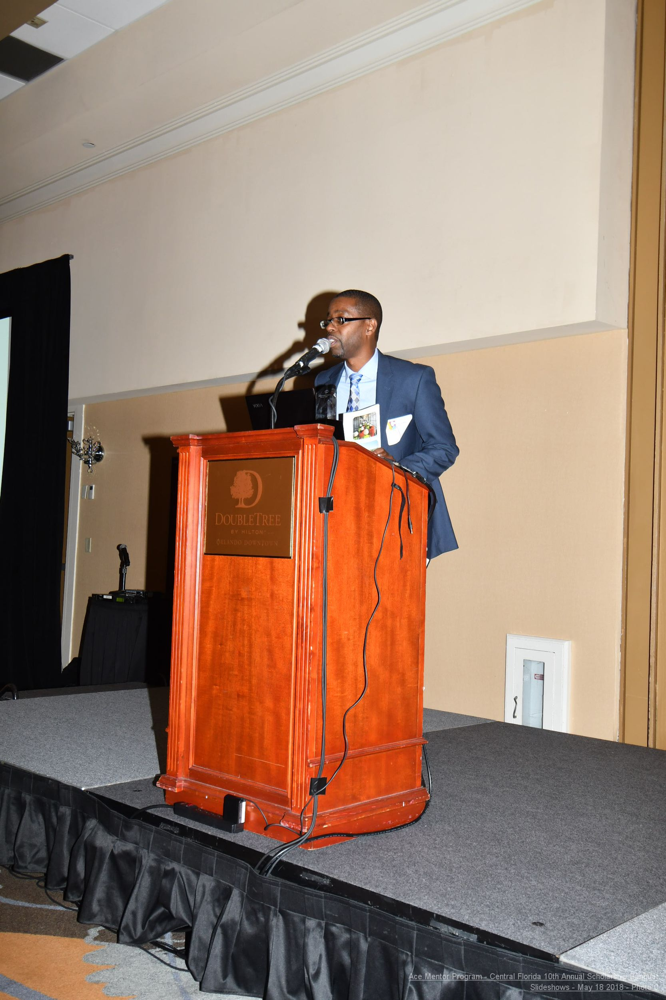 YOGA
DOUBLETREE
BY HILTON™
ORLANDO DOWNTOWN
Ace Mentor Program - Central Florida 10th Annual Scholarship Banquet
Slideshows - May 18 2018 - Photo 0